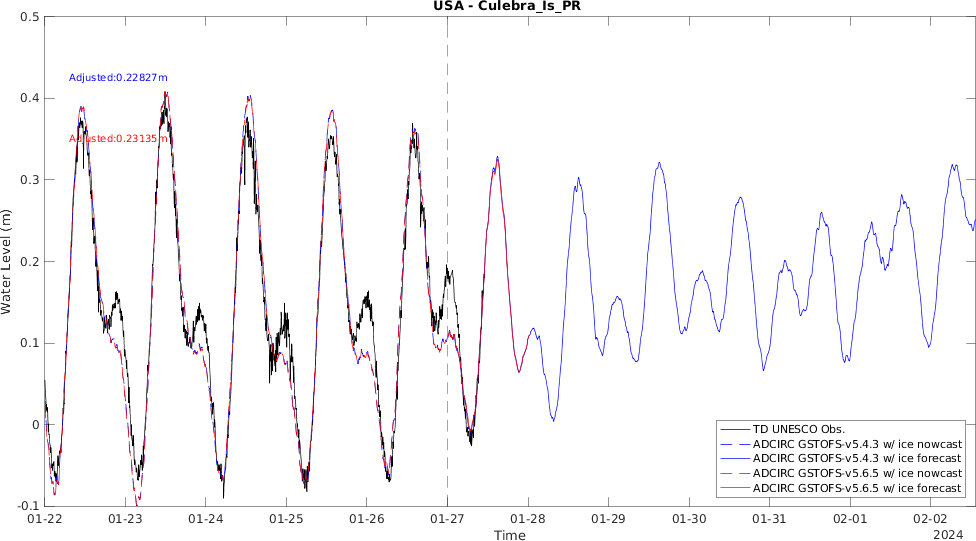 USA - Culebra_Is_PR
Water Level (m)
0.5
0.4
0.3
0.2
0.1
0
-0.1
Adjusted:0.22827m
Adjusted:0.23135m
TD UNESCO Obs.
ADCIRC GSTOFS-v5.4.3 w/ ice nowcast
ADCIRC GSTOFS-v5.4.3 w/ ice forecast
ADCIRC GSTOFS-v5.6.5 w/ ice nowcast
ADCIRC GSTOFS-v5.6.5 w/ ice forecast
01-22 01-23 01-24 01-25 01-26 01-27 01-28 01-29 01-30 01-31 02-01 02-02
Time
2024